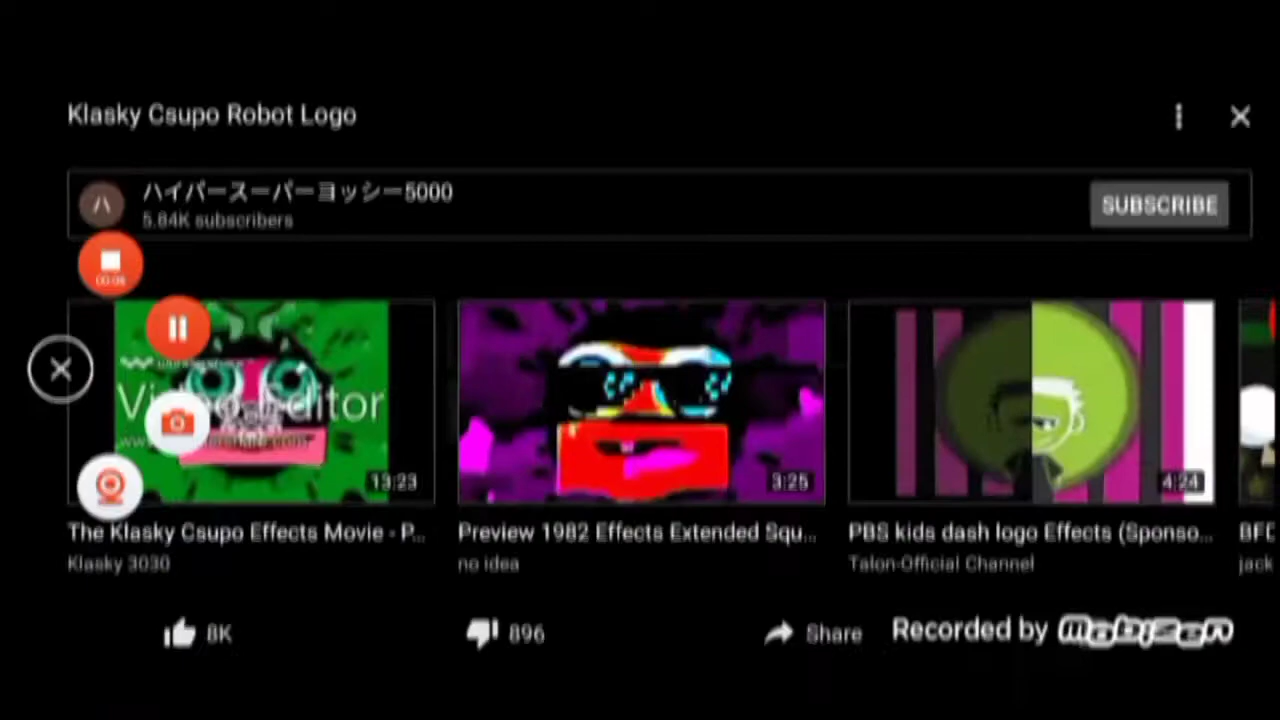 Klasky Csupo Robot Logo
ハ
ハイパースーパーヨッシー5000
5.84K subscribers
SUBSCRIBE
Video Editor
13:23
3:25
4:24
The Klasky Csupo Effects Movie - P...
Preview 1982 Effects Extended Squ...
PBS kids dash logo Effects (Sponso...
BFD
Klasky 3030
no idea
Talon-Official Channel
jack
8K
896
Share
Recorded by mobizen